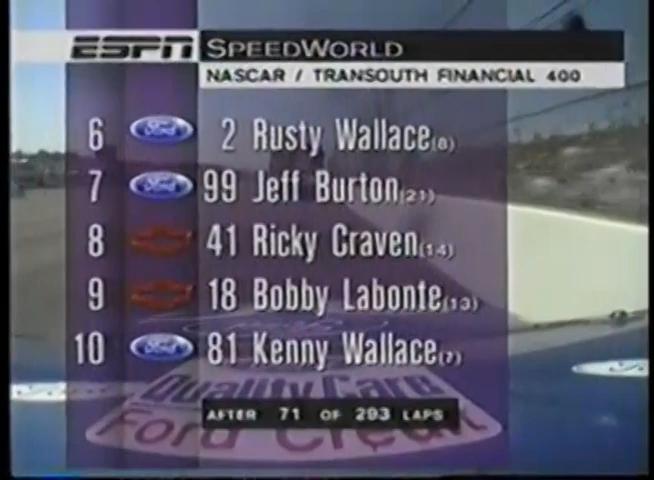 ESPN SPEEDWORLD
NASCAR / TRANSOUTH FINANCIAL 400
6 Ford 2 Rusty Wallace(8)
7 Ford 99 Jeff Burton(21)
8 41 Ricky Craven(14)
9 18 Bobby Labonte(13)
10 Ford 81 Kenny Wallace(7)
Quality Care
AFTER 71 OF 293 LAPS
Ford Credit